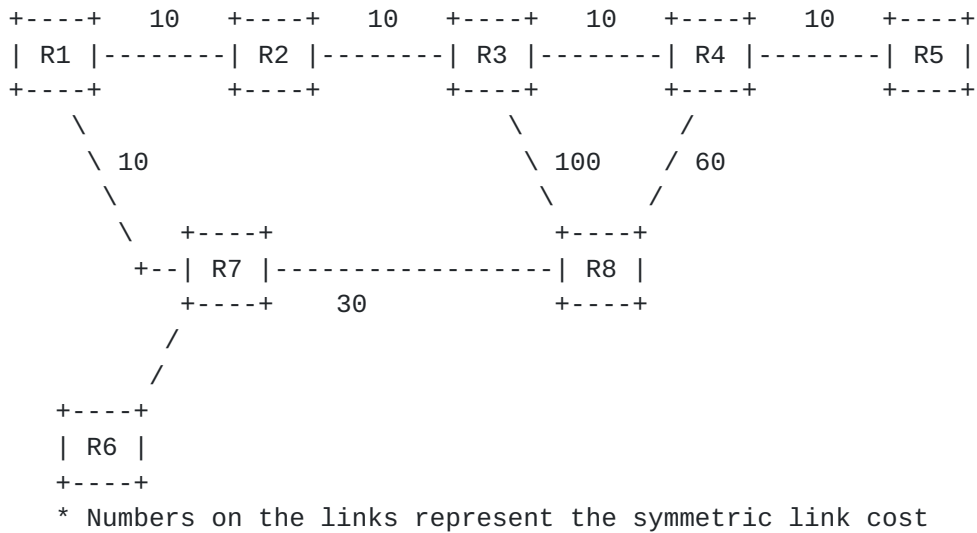 10 10 10 10
R1 R2 R3 R4 R5
10 100 60
R7 R8
30
R6
* Numbers on the links represent the symmetric link cost